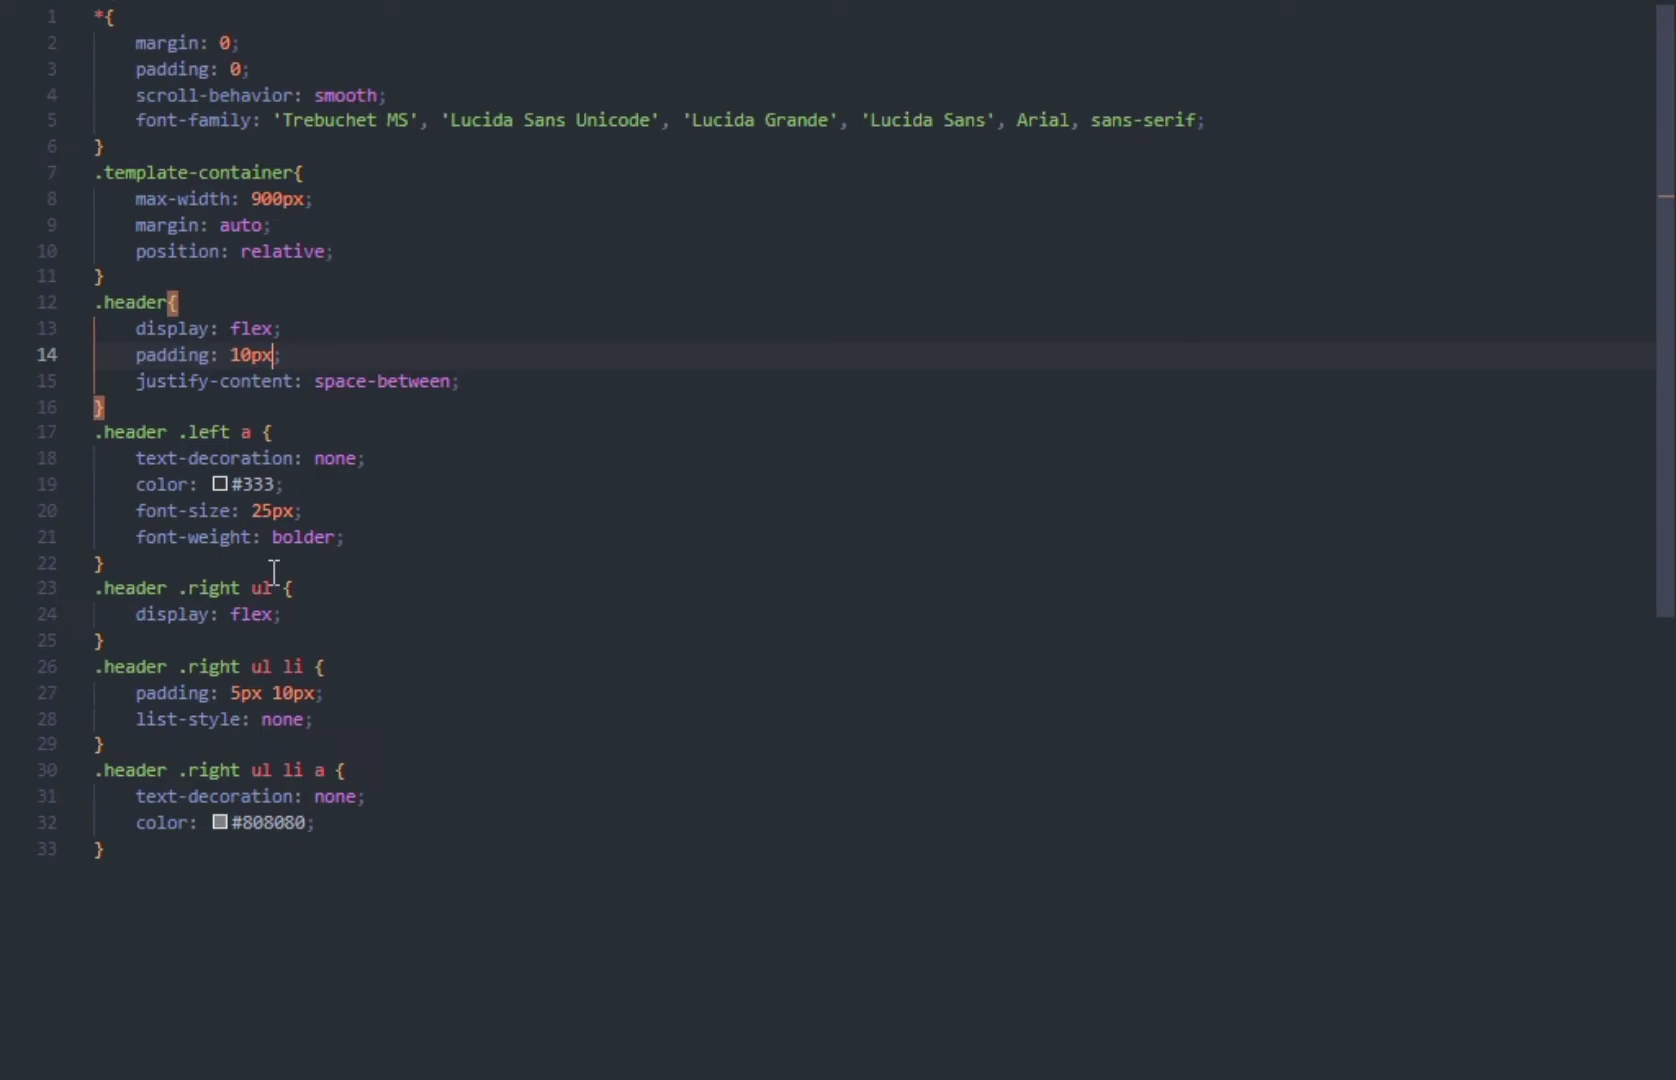 1 *{
2 margin: 0;
3 padding: 0;
4 scroll-behavior: smooth;
5 font-family: 'Trebuchet MS', 'Lucida Sans Unicode', 'Lucida Grande', 'Lucida Sans', Arial, sans-serif;
6 }
7 .template-container{
8 max-width: 900px;
9 margin: auto;
10 position: relative;
11 }
12 .header{
13 display: flex;
14 padding: 10px;
15 justify-content: space-between;
16 }
17 .header .left a {
18 text-decoration: none;
19 color: #333;
20 font-size: 25px;
21 font-weight: bolder;
22 }
23 .header .right ul {
24 display: flex;
25 }
26 .header .right ul li {
27 padding: 5px 10px;
28 list-style: none;
29 }
30 .header .right ul li a {
31 text-decoration: none;
32 color: #808080;
33 }